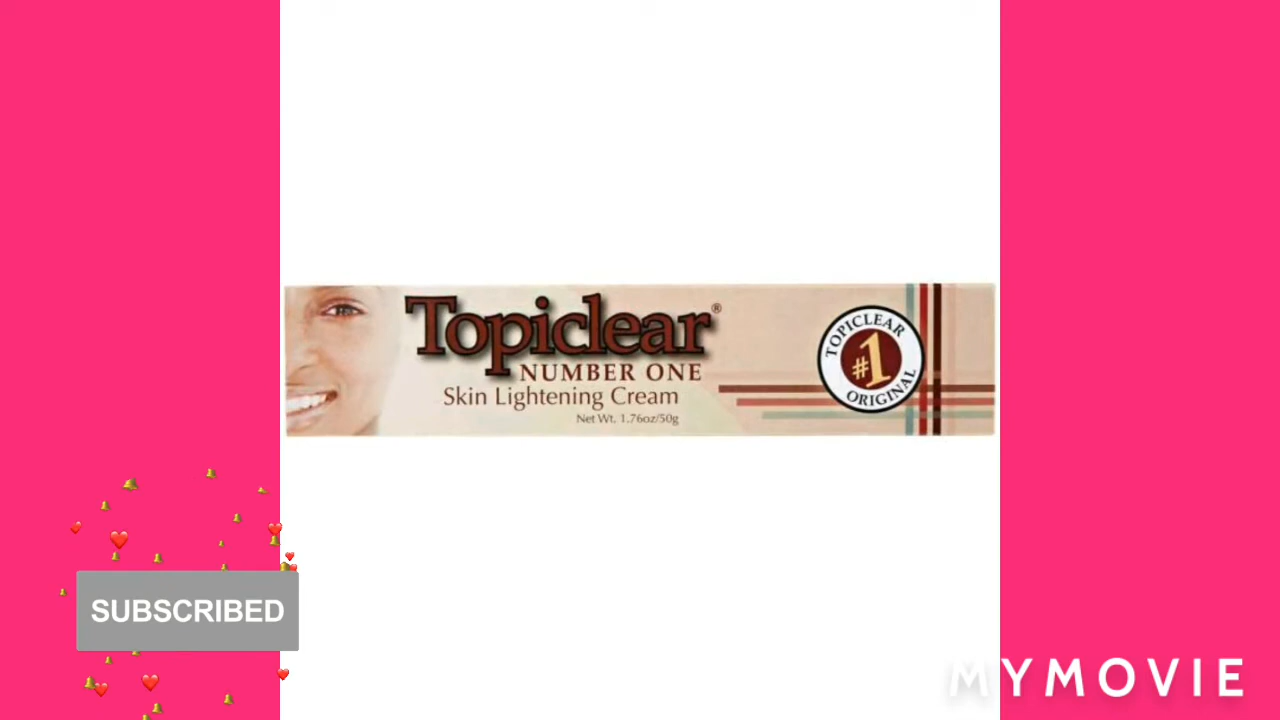 Topiclear®
NUMBER ONE
Skin Lightening Cream
Net Wt. 1.76oz/50g
TOPICLEAR
#1
ORIGINAL
SUBSCRIBED
MYMOVIE